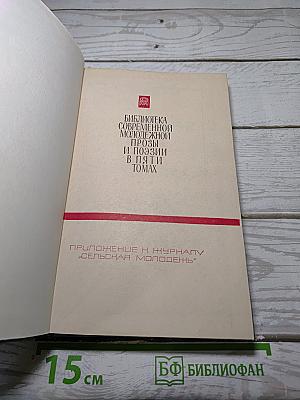 БИБЛИОТЕКА
СОВРЕМЕННОЙ
МОЛОДЕЖНОЙ
ПРОЗЫ
И ПОЭЗИИ
В ПЯТИ
ТОМАХ
ПРИЛОЖЕНИЕ К ЖУРНАЛУ
„СЕЛЬСКАЯ МОЛОДЕЖЬ“
15 см
БФ БИБЛИОФАН